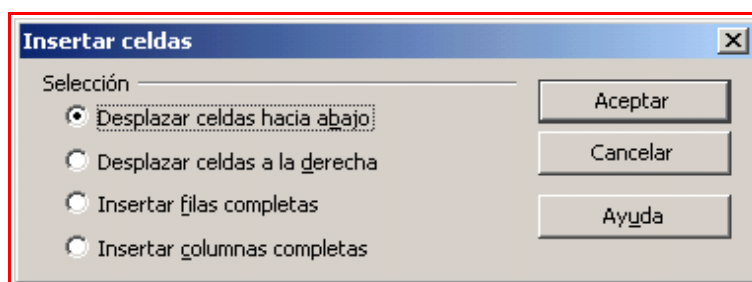 Insertar celdas
Selección
Desplazar celdas hacia abajo
Desplazar celdas a la derecha
Insertar filas completas
Insertar columnas completas
Aceptar
Cancelar
Ayuda